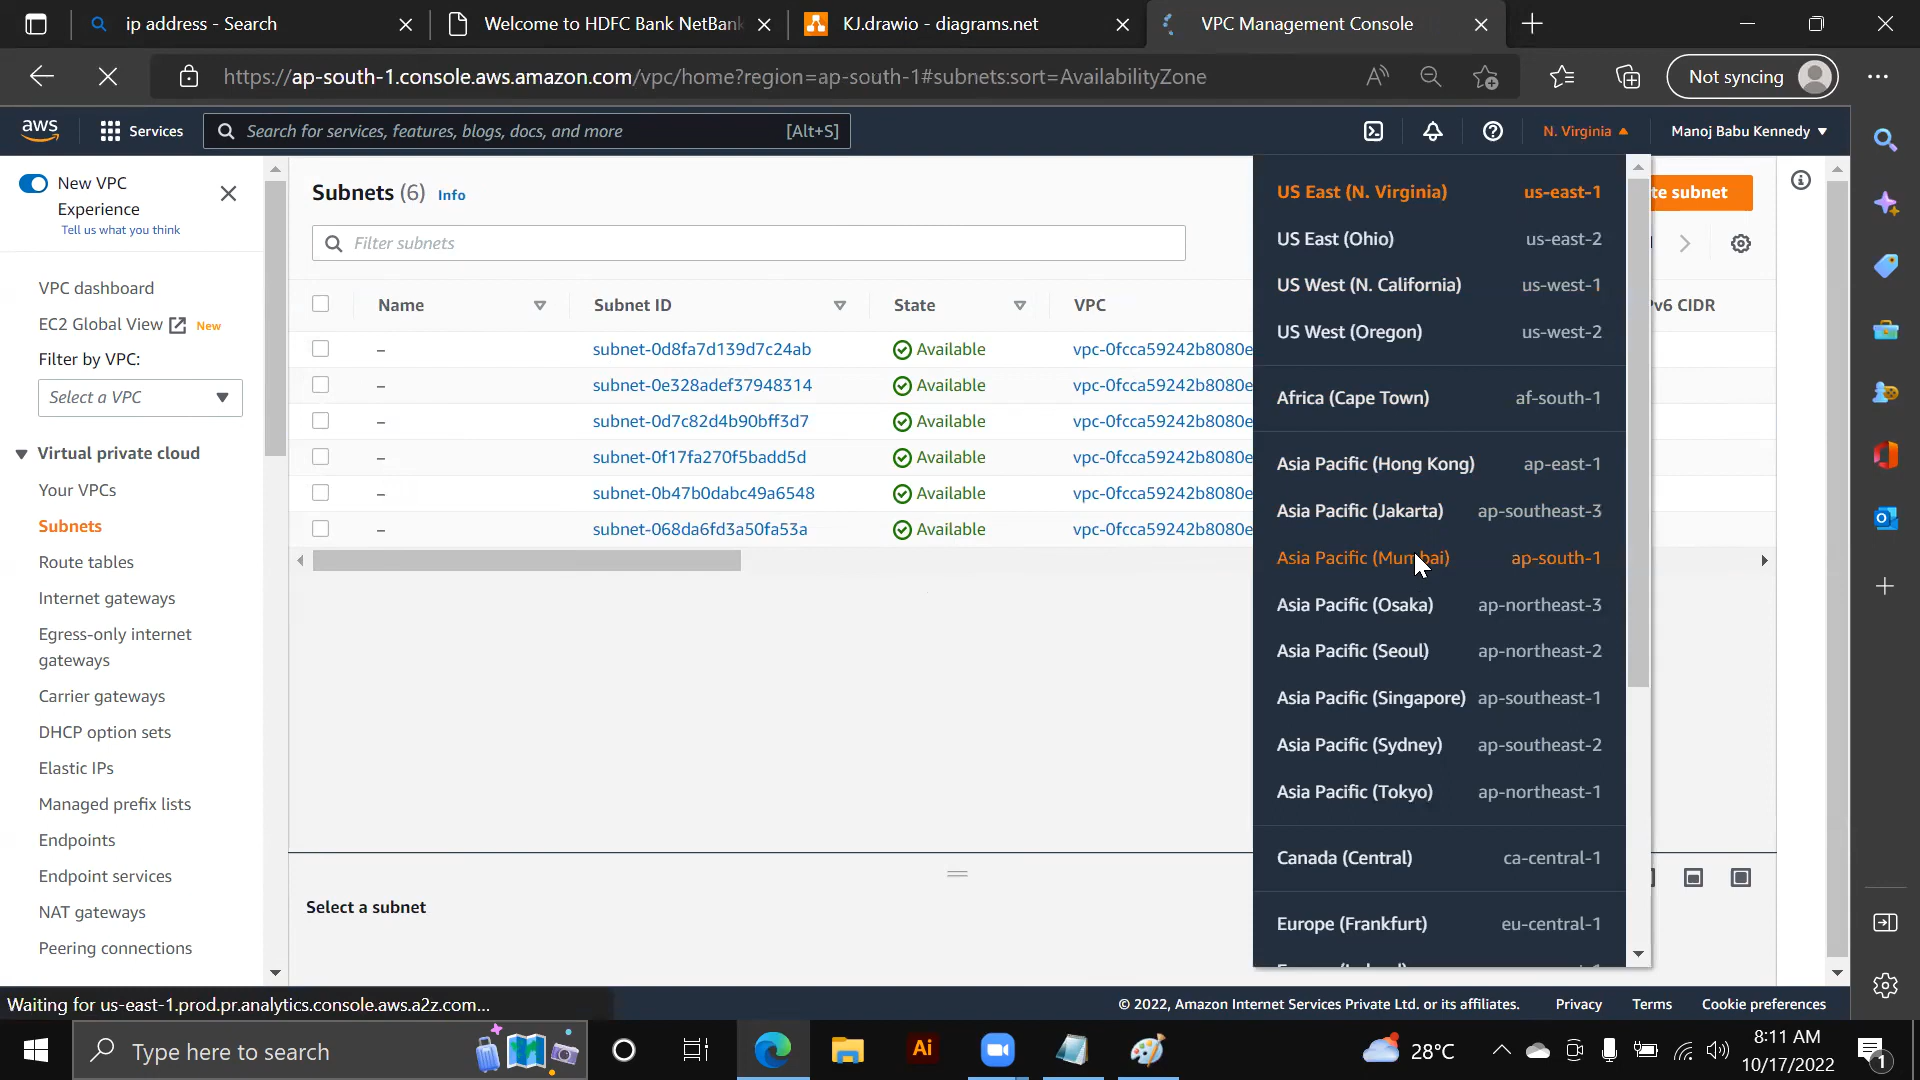 ip address - Search
Welcome to HDFC Bank NetBank
KJ.drawio - diagrams.net
VPC Management Console
https://ap-south-1.console.aws.amazon.com/vpc/home?region=ap-south-1#subnets:sort=AvailabilityZone
Not syncing
aws
Services
Search for services, features, blogs, docs, and more
[Alt+S]
N. Virginia
Manoj Babu Kennedy
New VPC
Experience
Tell us what you think
VPC dashboard
EC2 Global View
New
Filter by VPC:
Select a VPC
Virtual private cloud
Your VPCs
Subnets
Route tables
Internet gateways
Egress-only internet
gateways
Carrier gateways
DHCP option sets
Elastic IPs
Managed prefix lists
Endpoints
Endpoint services
NAT gateways
Peering connections
Subnets (6) Info
te subnet
Filter subnets
Name Subnet ID State VPC v6 CIDR
– subnet-0d8fa7d139d7c24ab Available vpc-0fcca59242b8080e
– subnet-0e328adef37948314 Available vpc-0fcca59242b8080e
– subnet-0d7c82d4b90bff3d7 Available vpc-0fcca59242b8080e
– subnet-0f17fa270f5badd5d Available vpc-0fcca59242b8080e
– subnet-0b47b0dabc49a6548 Available vpc-0fcca59242b8080e
– subnet-068da6fd3a50fa53a Available vpc-0fcca59242b8080e
Select a subnet
US East (N. Virginia) us-east-1
US East (Ohio) us-east-2
US West (N. California) us-west-1
US West (Oregon) us-west-2
Africa (Cape Town) af-south-1
Asia Pacific (Hong Kong) ap-east-1
Asia Pacific (Jakarta) ap-southeast-3
Asia Pacific (Mumbai) ap-south-1
Asia Pacific (Osaka) ap-northeast-3
Asia Pacific (Seoul) ap-northeast-2
Asia Pacific (Singapore) ap-southeast-1
Asia Pacific (Sydney) ap-southeast-2
Asia Pacific (Tokyo) ap-northeast-1
Canada (Central) ca-central-1
Europe (Frankfurt) eu-central-1
Waiting for us-east-1.prod.pr.analytics.console.aws.a2z.com...
© 2022, Amazon Internet Services Private Ltd. or its affiliates.
Privacy
Terms
Cookie preferences
Type here to search
Ai
28°C
8:11 AM
10/17/2022
1